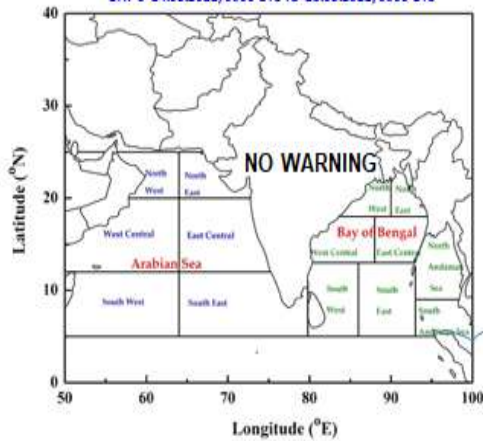 40
30
20
10
0
50
60
70
80
90
100
Latitude (°N)
Longitude (°E)
NO WARNING
North
West
North
East
West Central
East Central
Arabian Sea
South West
South East
North
West
North
East
Bay of Bengal
West Central
East Central
South
West
South
East
North
Andaman
Sea
South
Andaman Sea